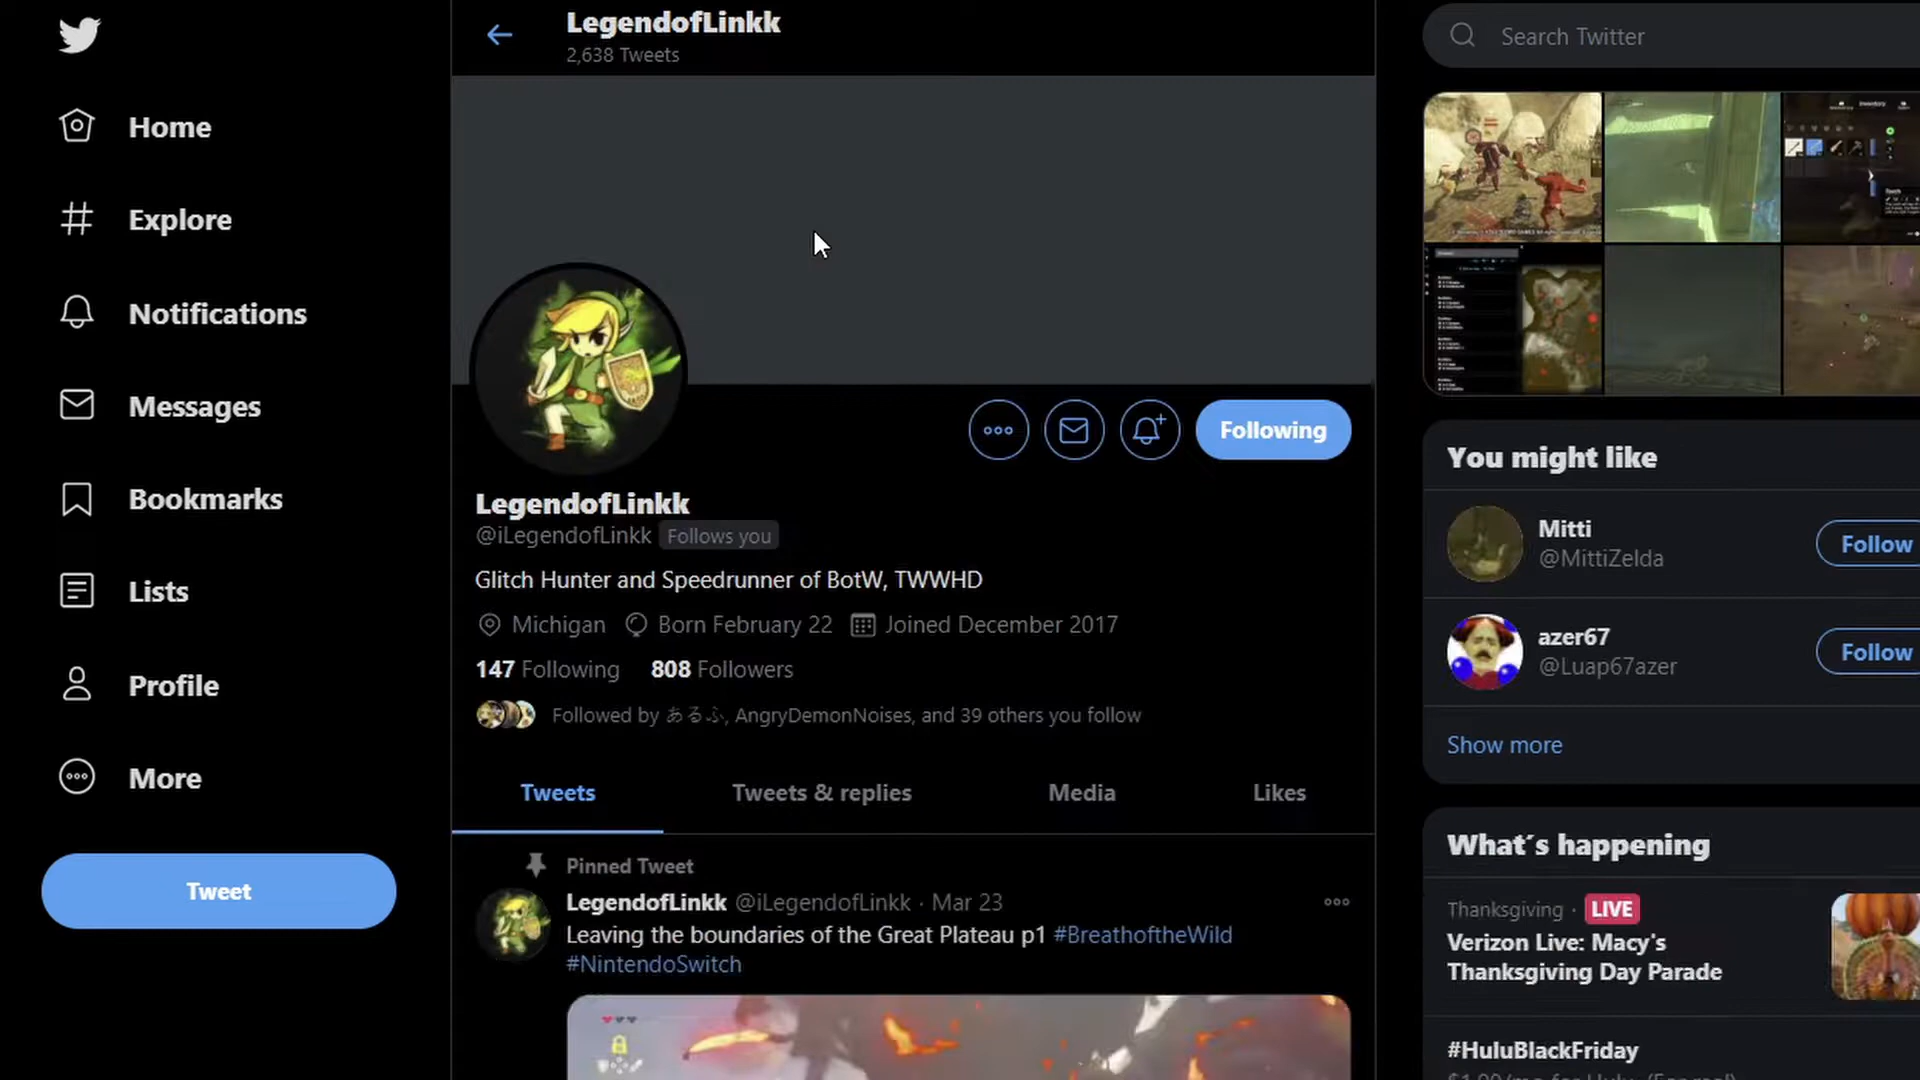 LegendofLinkk
2,638 Tweets
Search Twitter
Home
Explore
Notifications
Messages
Bookmarks
Lists
Profile
More
Tweet
Following
LegendofLinkk
@iLegendofLinkk Follows you
Glitch Hunter and Speedrunner of BotW, TWWHD
Michigan Born February 22 Joined December 2017
147 Following 808 Followers
Followed by あるふ, AngryDemonNoises, and 39 others you follow
Tweets Tweets & replies Media Likes
Pinned Tweet
LegendofLinkk @iLegendofLinkk · Mar 23
Leaving the boundaries of the Great Plateau p1 #BreathoftheWild
#NintendoSwitch
You might like
Mitti
@MittiZelda
Follow
azer67
@Luap67azer
Follow
Show more
What´s happening
Thanksgiving · LIVE
Verizon Live: Macy's
Thanksgiving Day Parade
#HuluBlackFriday